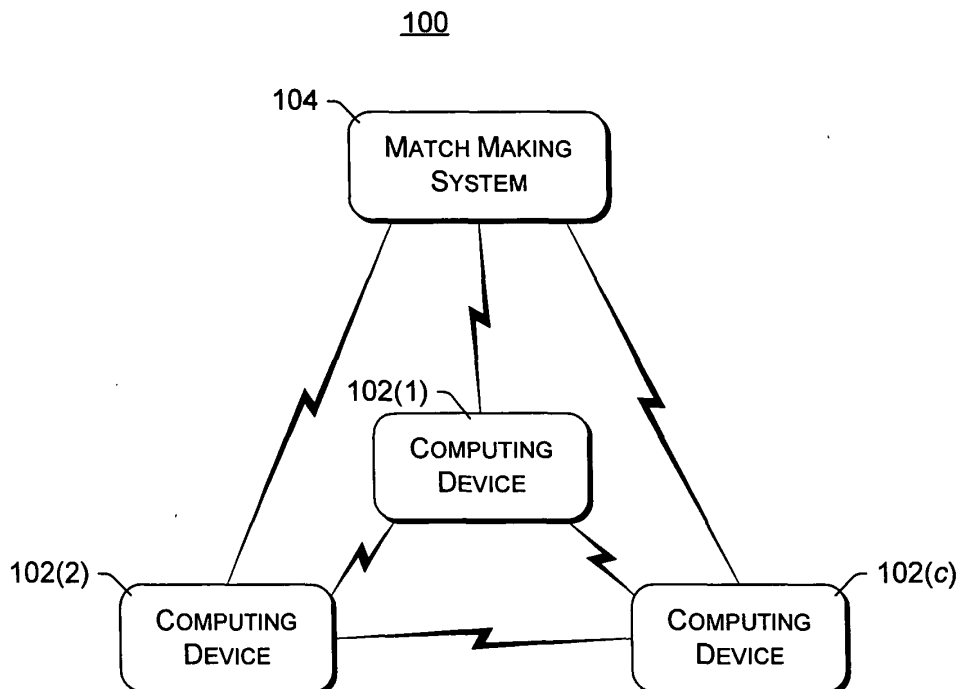 100
104
MATCH MAKING
SYSTEM
102(1)
COMPUTING
DEVICE
102(2)
COMPUTING
DEVICE
102(c)
COMPUTING
DEVICE